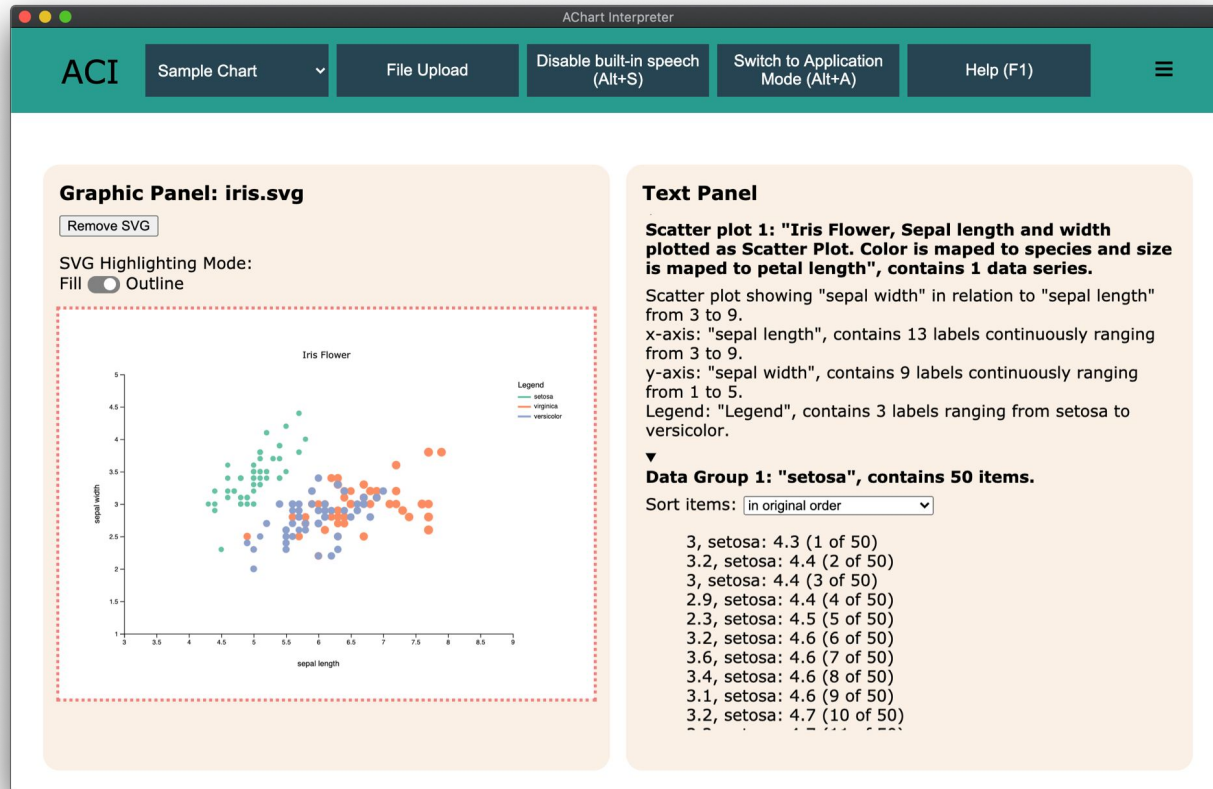 AChart Interpreter
ACI
Sample Chart
File Upload
Disable built-in speech
(Alt+S)
Switch to Application
Mode (Alt+A)
Help (F1)
Graphic Panel: iris.svg
Remove SVG
SVG Highlighting Mode:
Fill Outline
Iris Flower
Legend
setosa
virginica
versicolor
sepal width
5
4.5
4
3.5
3
2.5
2
1.5
1
3 3.5 4 4.5 5 5.5 6 6.5 7 7.5 8 8.5 9
sepal length
Text Panel
Scatter plot 1: "Iris Flower, Sepal length and width
plotted as Scatter Plot. Color is maped to species and size
is maped to petal length", contains 1 data series.
Scatter plot showing "sepal width" in relation to "sepal length"
from 3 to 9.
x-axis: "sepal length", contains 13 labels continuously ranging
from 3 to 9.
y-axis: "sepal width", contains 9 labels continuously ranging
from 1 to 5.
Legend: "Legend", contains 3 labels ranging from setosa to
versicolor.
Data Group 1: "setosa", contains 50 items.
Sort items: in original order
3, setosa: 4.3 (1 of 50)
3.2, setosa: 4.4 (2 of 50)
3, setosa: 4.4 (3 of 50)
2.9, setosa: 4.4 (4 of 50)
2.3, setosa: 4.5 (5 of 50)
3.2, setosa: 4.6 (6 of 50)
3.6, setosa: 4.6 (7 of 50)
3.4, setosa: 4.6 (8 of 50)
3.1, setosa: 4.6 (9 of 50)
3.2, setosa: 4.7 (10 of 50)